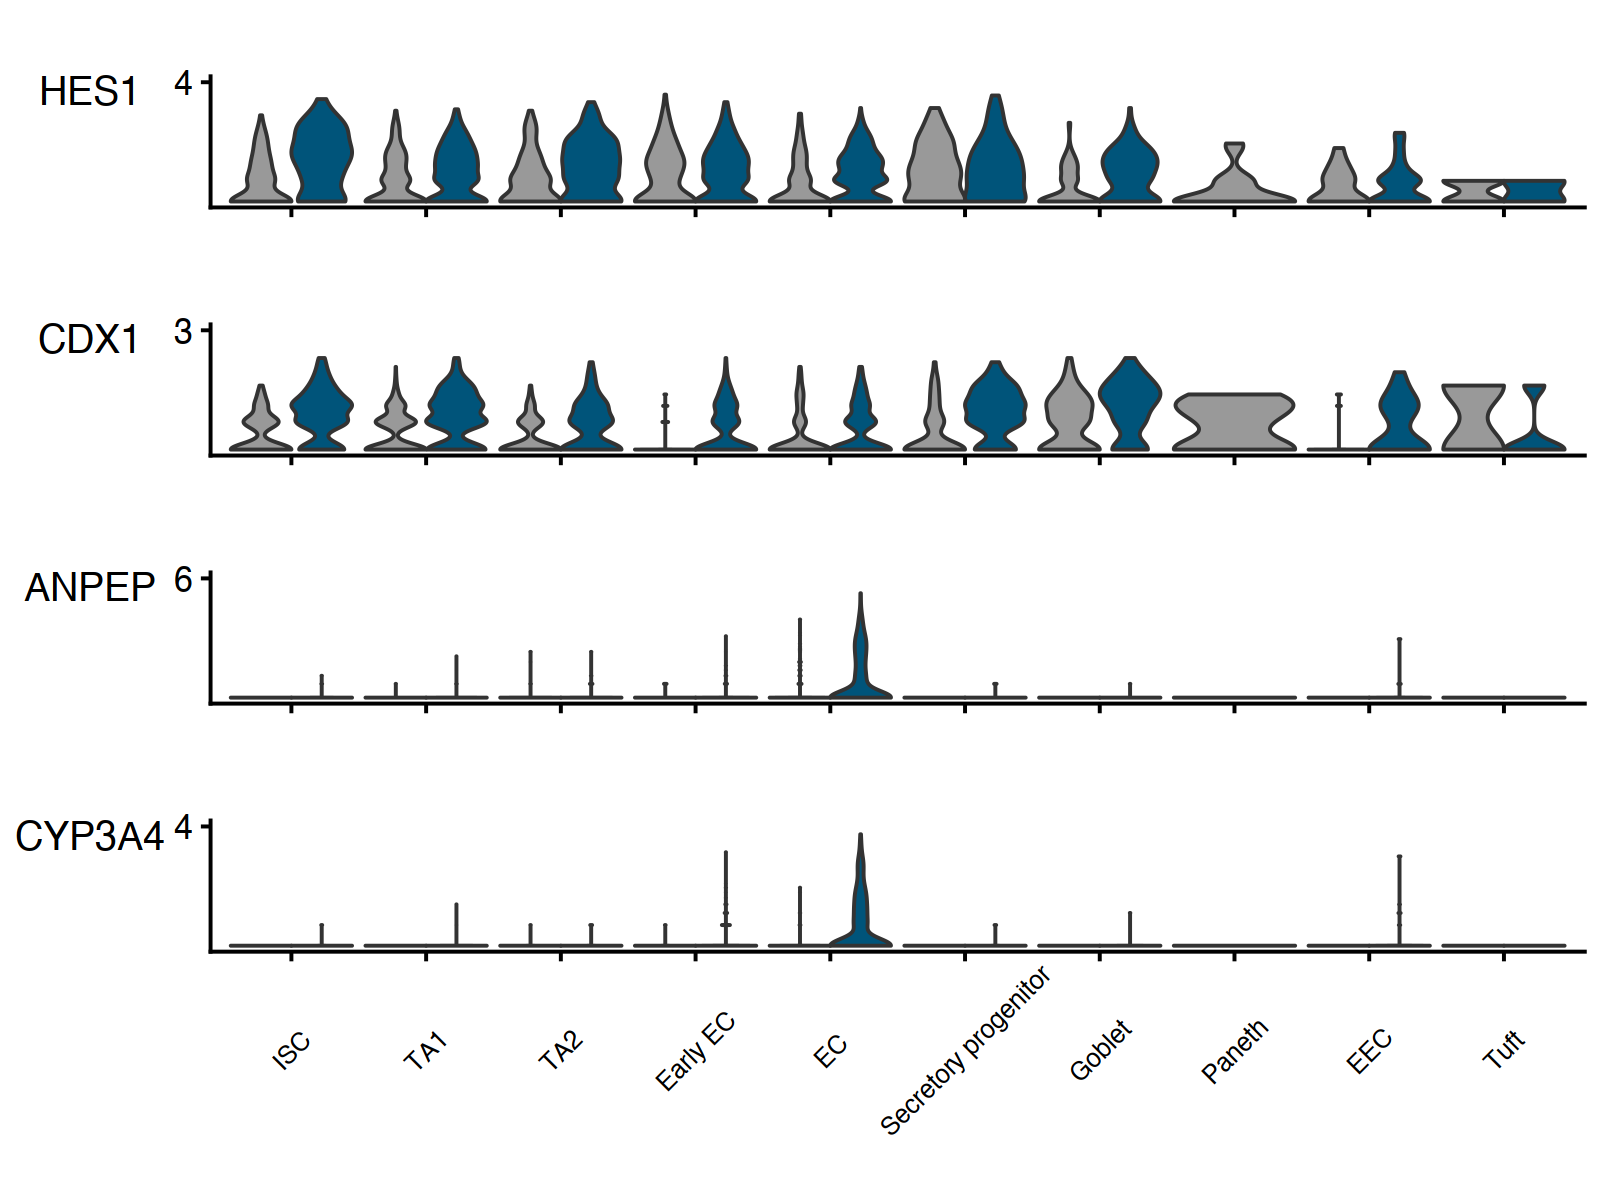 HES1 4
CDX1 3
ANPEP 6
CYP3A4 4
ISC TA1 TA2 Early EC EC Secretory progenitor Goblet Paneth EEC Tuft